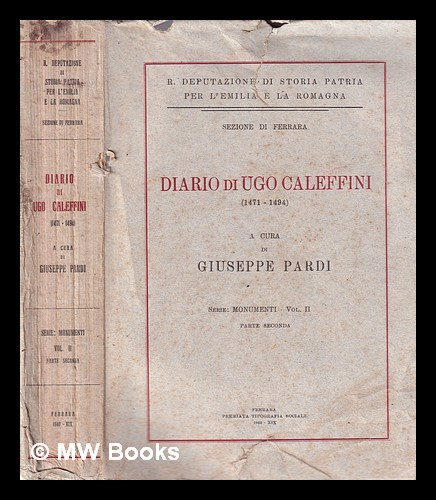 R. DEPUTAZIONE
DI
STORIA PATRIA
PER L'EMILIA
E LA ROMAGNA
SEZIONE DI FERRARA
DIARIO
DI
UGO CALEFFINI
(1471 - 1494)
A CURA
DI
GIUSEPPE PARDI
SERIE: MONUMENTI
VOL. II
PARTE SECONDA
FERRARA
1940 - XIX
R. DEPUTAZIONE DI STORIA PATRIA
PER L'EMILIA E LA ROMAGNA
SEZIONE DI FERRARA
DIARIO DI UGO CALEFFINI
(1471 - 1494)
A CURA
DI
GIUSEPPE PARDI
SERIE: MONUMENTI - VOL. II
PARTE SECONDA
FERRARA
PREMIATA TIPOGRAFIA SOCIALE
1940 - XIX
© MW Books